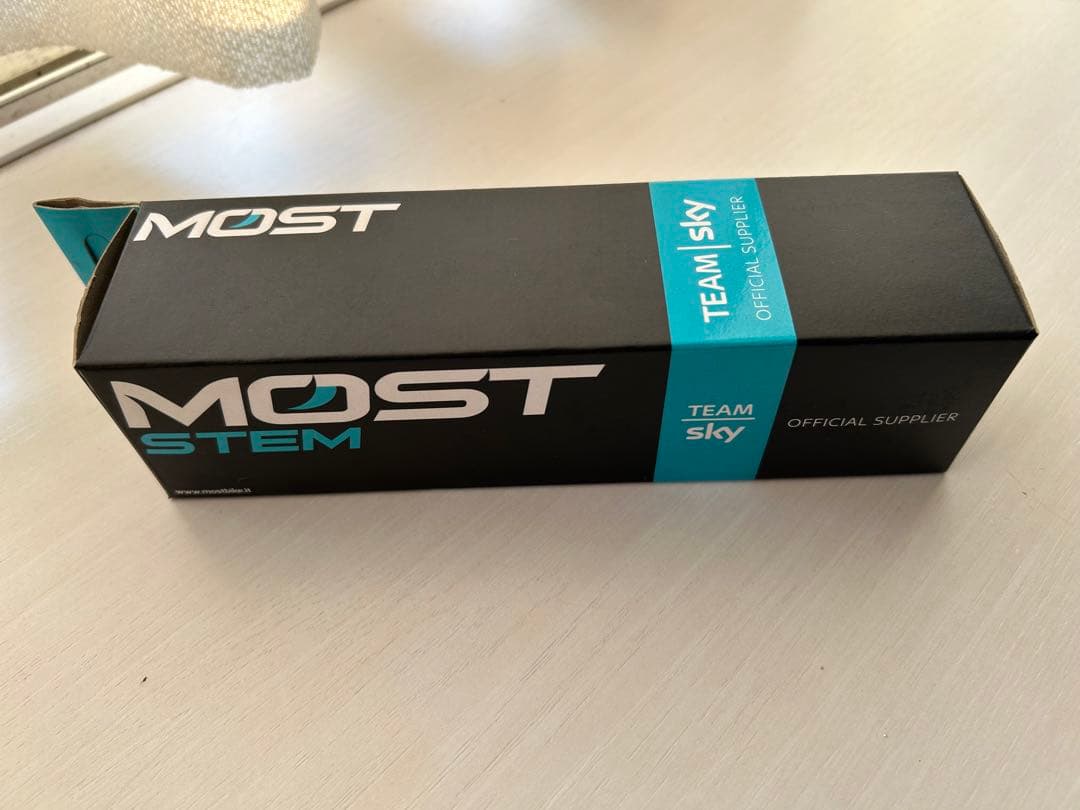 MOST
TEAM | sky
OFFICIAL SUPPLIER
MOST
STEM
www.mostbike.it
TEAM
sky
OFFICIAL SUPPLIER